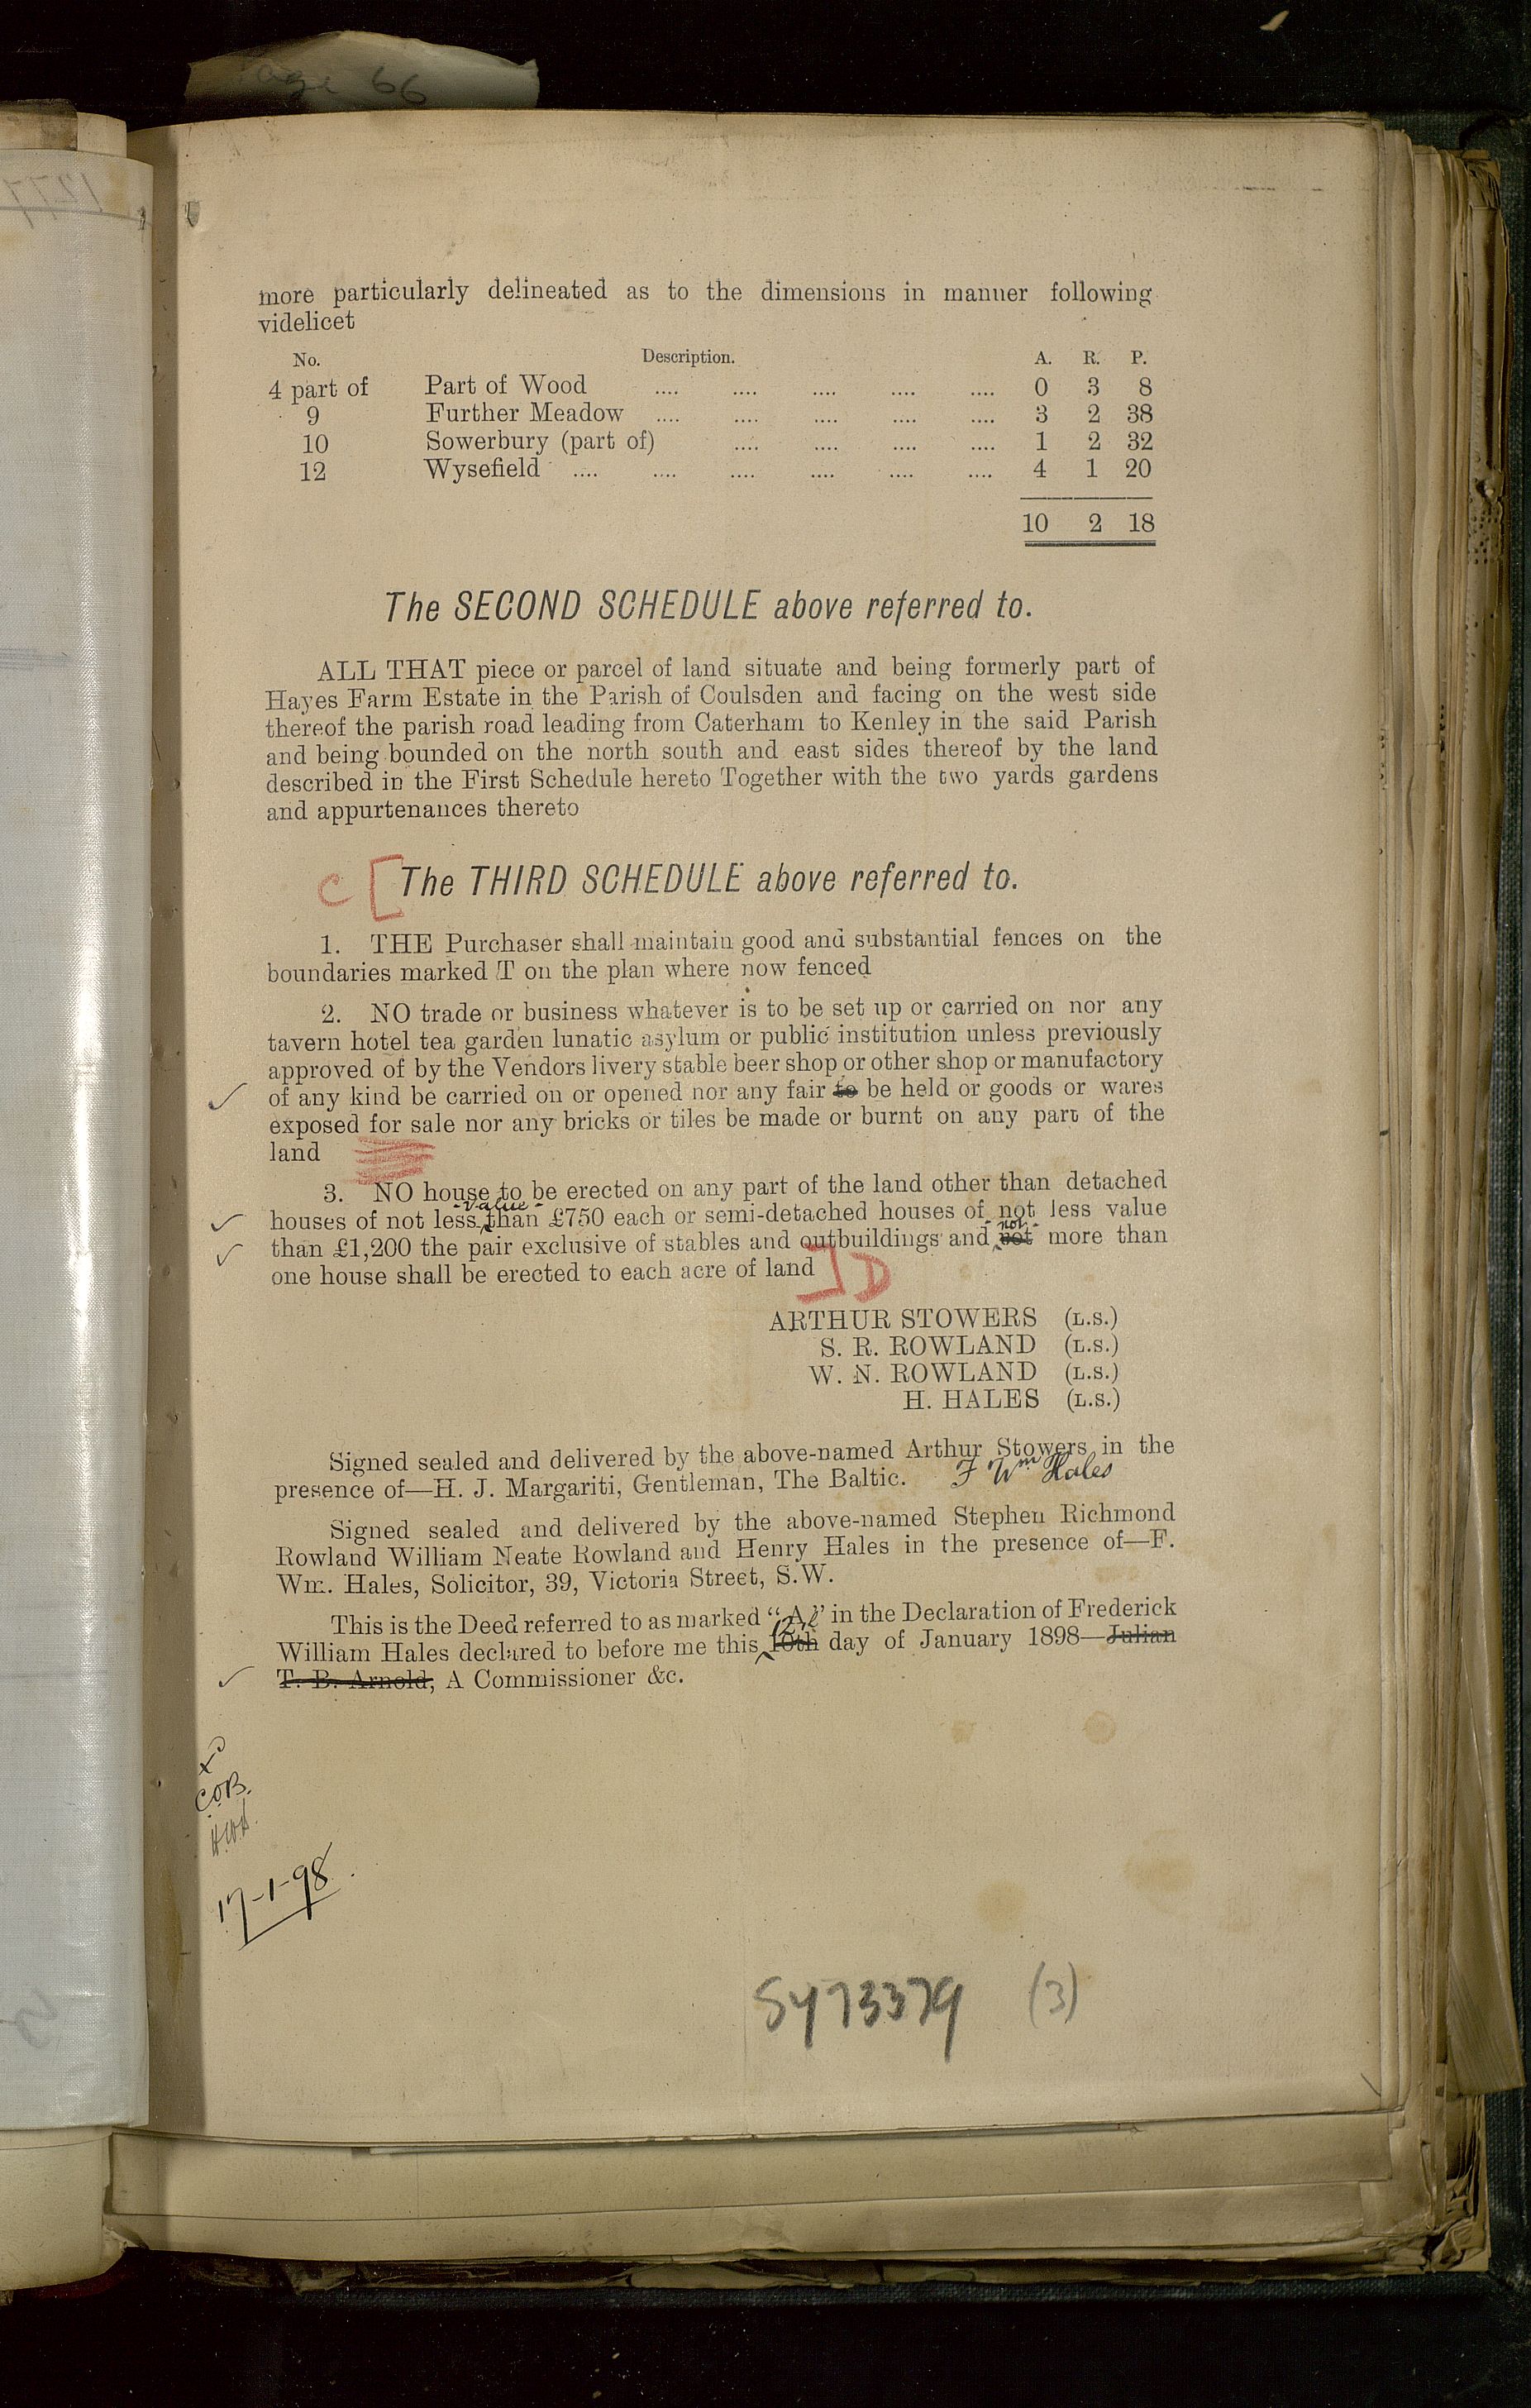 Page 66
1277
more particularly delineated as to the dimensions in manner following
videlicet
No. Description. A. R. P.
4 part of Part of Wood .... .... .... .... .... 0 3 8
9 Further Meadow .... .... .... .... .... 3 2 38
10 Sowerbury (part of) .... .... .... .... 1 2 32
12 Wysefield .... .... .... .... .... .... 4 1 20
10 2 18
The SECOND SCHEDULE above referred to.
ALL THAT piece or parcel of land situate and being formerly part of
Hayes Farm Estate in the Parish of Coulsden and facing on the west side
thereof the parish road leading from Caterham to Kenley in the said Parish
and being bounded on the north south and east sides thereof by the land
described in the First Schedule hereto Together with the two yards gardens
and appurtenances thereto
C [The THIRD SCHEDULE above referred to.
1. THE Purchaser shall maintain good and substantial fences on the
boundaries marked T on the plan where now fenced
2. NO trade or business whatever is to be set up or carried on nor any
tavern hotel tea garden lunatic asylum or public institution unless previously
approved of by the Vendors livery stable beer shop or other shop or manufactory
of any kind be carried on or opened nor any fair to be held or goods or wares
exposed for sale nor any bricks or tiles be made or burnt on any part of the
land
3. NO house to be erected on any part of the land other than detached
value
houses of not less than £750 each or semi-detached houses of not less value
not
than £1,200 the pair exclusive of stables and outbuildings and not more than
one house shall be erected to each acre of land ] D
ARTHUR STOWERS (L.S.)
S. R. ROWLAND (L.S.)
W. N. ROWLAND (L.S.)
H. HALES (L.S.)
Signed sealed and delivered by the above-named Arthur Stowers in the
presence of—H. J. Margariti, Gentleman, The Baltic. F Wm Hales
Signed sealed and delivered by the above-named Stephen Richmond
Rowland William Neate Rowland and Henry Hales in the presence of—F.
Wm. Hales, Solicitor, 39, Victoria Street, S.W.
This is the Deed referred to as marked "A" in the Declaration of Frederick
William Hales declared to before me this 10th day of January 1898—Julian
T. B. Arnold, A Commissioner &c.
C.O.B.
17-1-98.
SY73379 (3)